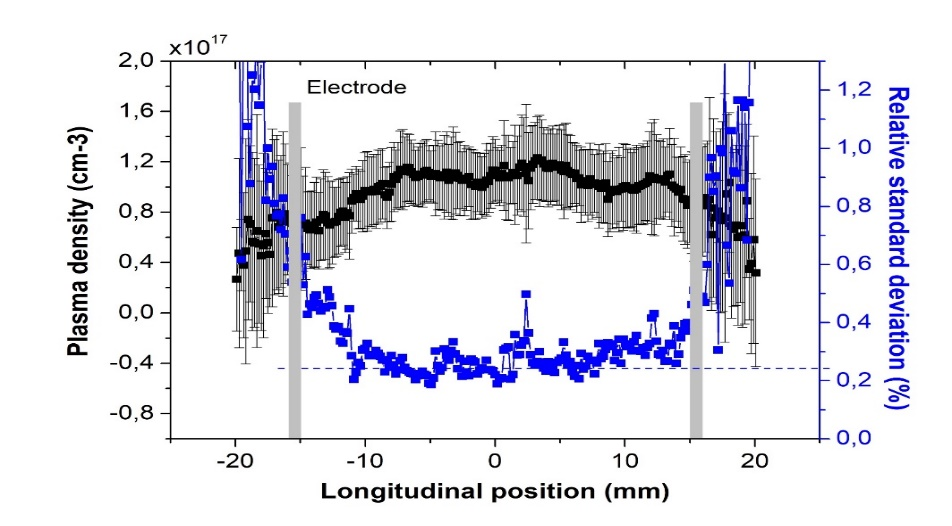 x10¹⁷
2,0
1,6
1,2
0,8
0,4
0,0
-0,4
-0,8
Plasma density (cm-3)
Electrode
1,2
1,0
0,8
0,6
0,4
0,2
0,0
Relative standard deviation (%)
-20 -10 0 10 20
Longitudinal position (mm)